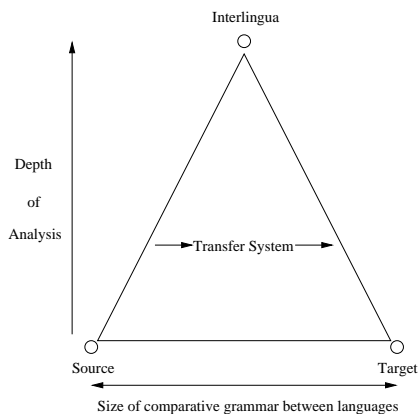 Interlingua
Depth
of
Analysis
Transfer System
Source
Target
Size of comparative grammar between languages